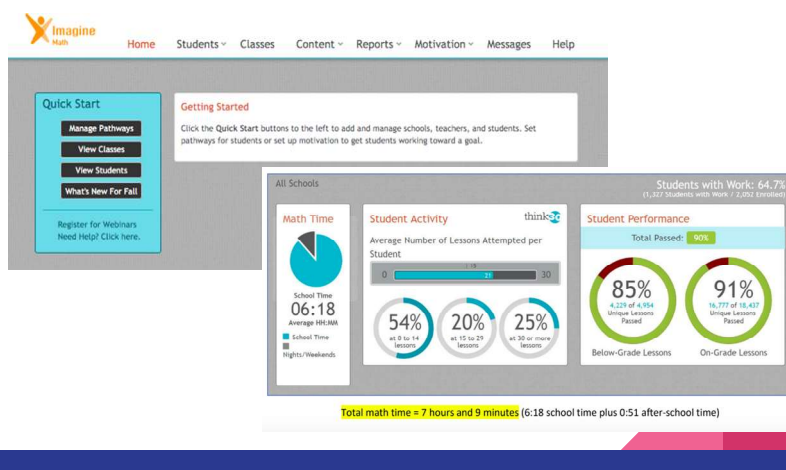 Imagine
Math
Home Students Classes Content Reports Motivation Messages Help
Quick Start
Manage Pathways
View Classes
View Students
What's New For Fall
Register for Webinars
Need Help? Click here.
Getting Started
Click the Quick Start buttons to the left to add and manage schools, teachers, and students. Set
pathways for students or set up motivation to get students working toward a goal.
All Schools
Students with Work: 64.7%
(1,327 Students with Work / 2,052 Enrolled)
Math Time
School Time
06:18
Average HH:MM
School Time
Nights/Weekends
Student Activity
Average Number of Lessons Attempted per
Student
0 21 30
54%
at 0 to 14
lessons
20%
at 15 to 29
lessons
25%
at 30 or more
lessons
Student Performance
Total Passed: 90%
85%
4,229 of 4,954
Unique Lessons
Passed
Below-Grade Lessons
91%
16,777 of 18,437
Unique Lessons
Passed
On-Grade Lessons
Total math time = 7 hours and 9 minutes (6:18 school time plus 0:51 after-school time)